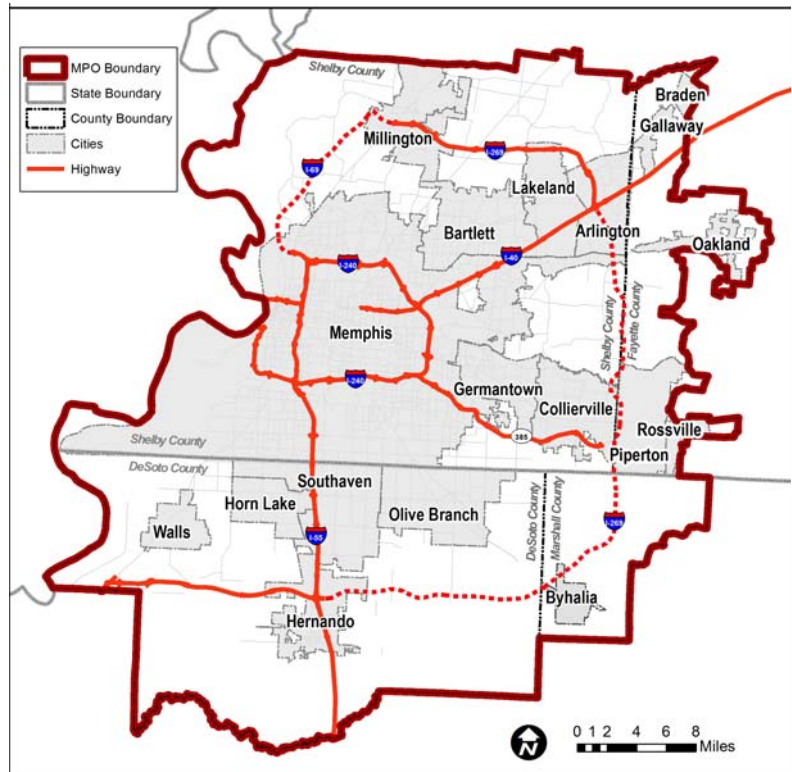 MPO Boundary
State Boundary
County Boundary
Cities
Highway
Shelby County
Braden
Gallaway
Millington
I-269
I-69
Lakeland
Bartlett
Arlington
Oakland
I-40
I-240
Shelby County
Fayette County
Memphis
I-240
Germantown
Collierville
385
Rossville
Piperton
Shelby County
DeSoto County
Southaven
Horn Lake
Olive Branch
Walls
DeSoto County
Marshall County
I-269
I-55
Byhalia
Hernando
N
0 1 2 4 6 8
Miles